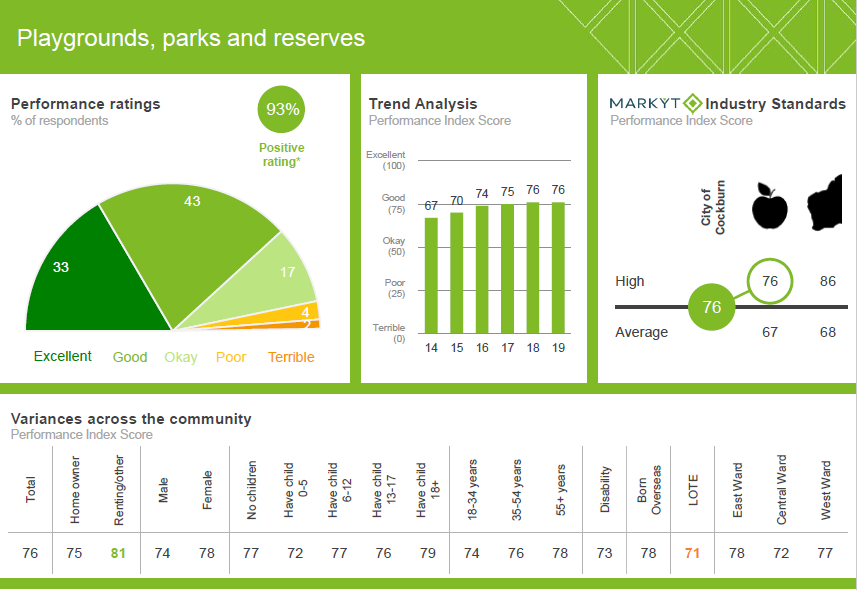 Playgrounds, parks and reserves
Performance ratings
% of respondents
93%
Positive
rating*
33
43
17
4
2
Excellent Good Okay Poor Terrible
Trend Analysis
Performance Index Score
Excellent
(100)
Good
(75)
Okay
(50)
Poor
(25)
Terrible
(0)
67 70 74 75 76 76
14 15 16 17 18 19
MARKYT Industry Standards
Performance Index Score
City of
Cockburn
High 76 86
76
Average 67 68
Variances across the community
Performance Index Score
Total
Home owner
Renting/other
Male
Female
No children
Have child
0-5
Have child
6-12
Have child
13-17
Have child
18+
18-34 years
35-54 years
55+ years
Disability
Born
Overseas
LOTE
East Ward
Central Ward
West Ward
76 75 81 74 78 77 72 77 76 79 74 76 78 73 78 71 78 72 77